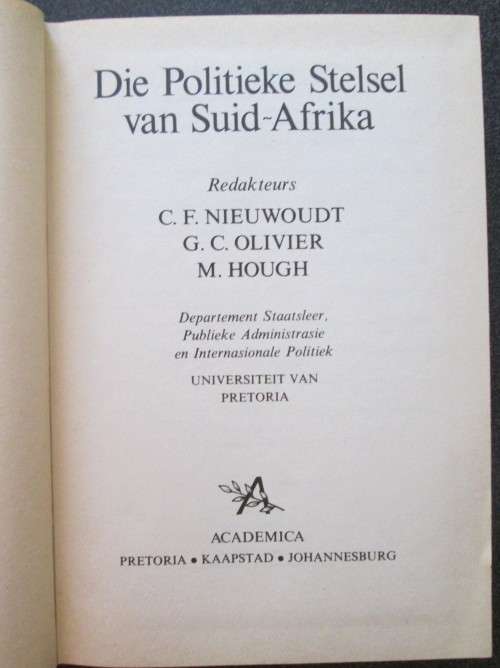 Die Politieke Stelsel
van Suid-Afrika
Redakteurs
C. F. NIEUWOUDT
G. C. OLIVIER
M. HOUGH
Departement Staatsleer,
Publieke Administrasie
en Internasionale Politiek
UNIVERSITEIT VAN
PRETORIA
A
ACADEMICA
PRETORIA • KAAPSTAD • JOHANNESBURG